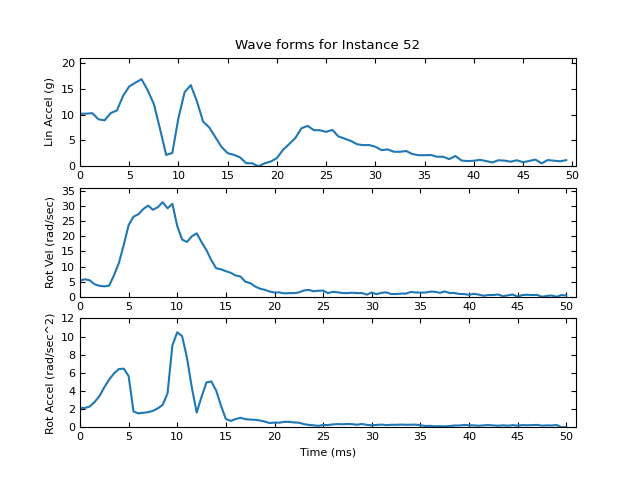 Wave forms for Instance 52
Lin Accel (g)
20
15
10
5
0
0 5 10 15 20 25 30 35 40 45 50
Rot Vel (rad/sec)
35
30
25
20
15
10
5
0
0 5 10 15 20 25 30 35 40 45 50
Rot Accel (rad/sec^2)
12
10
8
6
4
2
0
0 5 10 15 20 25 30 35 40 45 50
Time (ms)